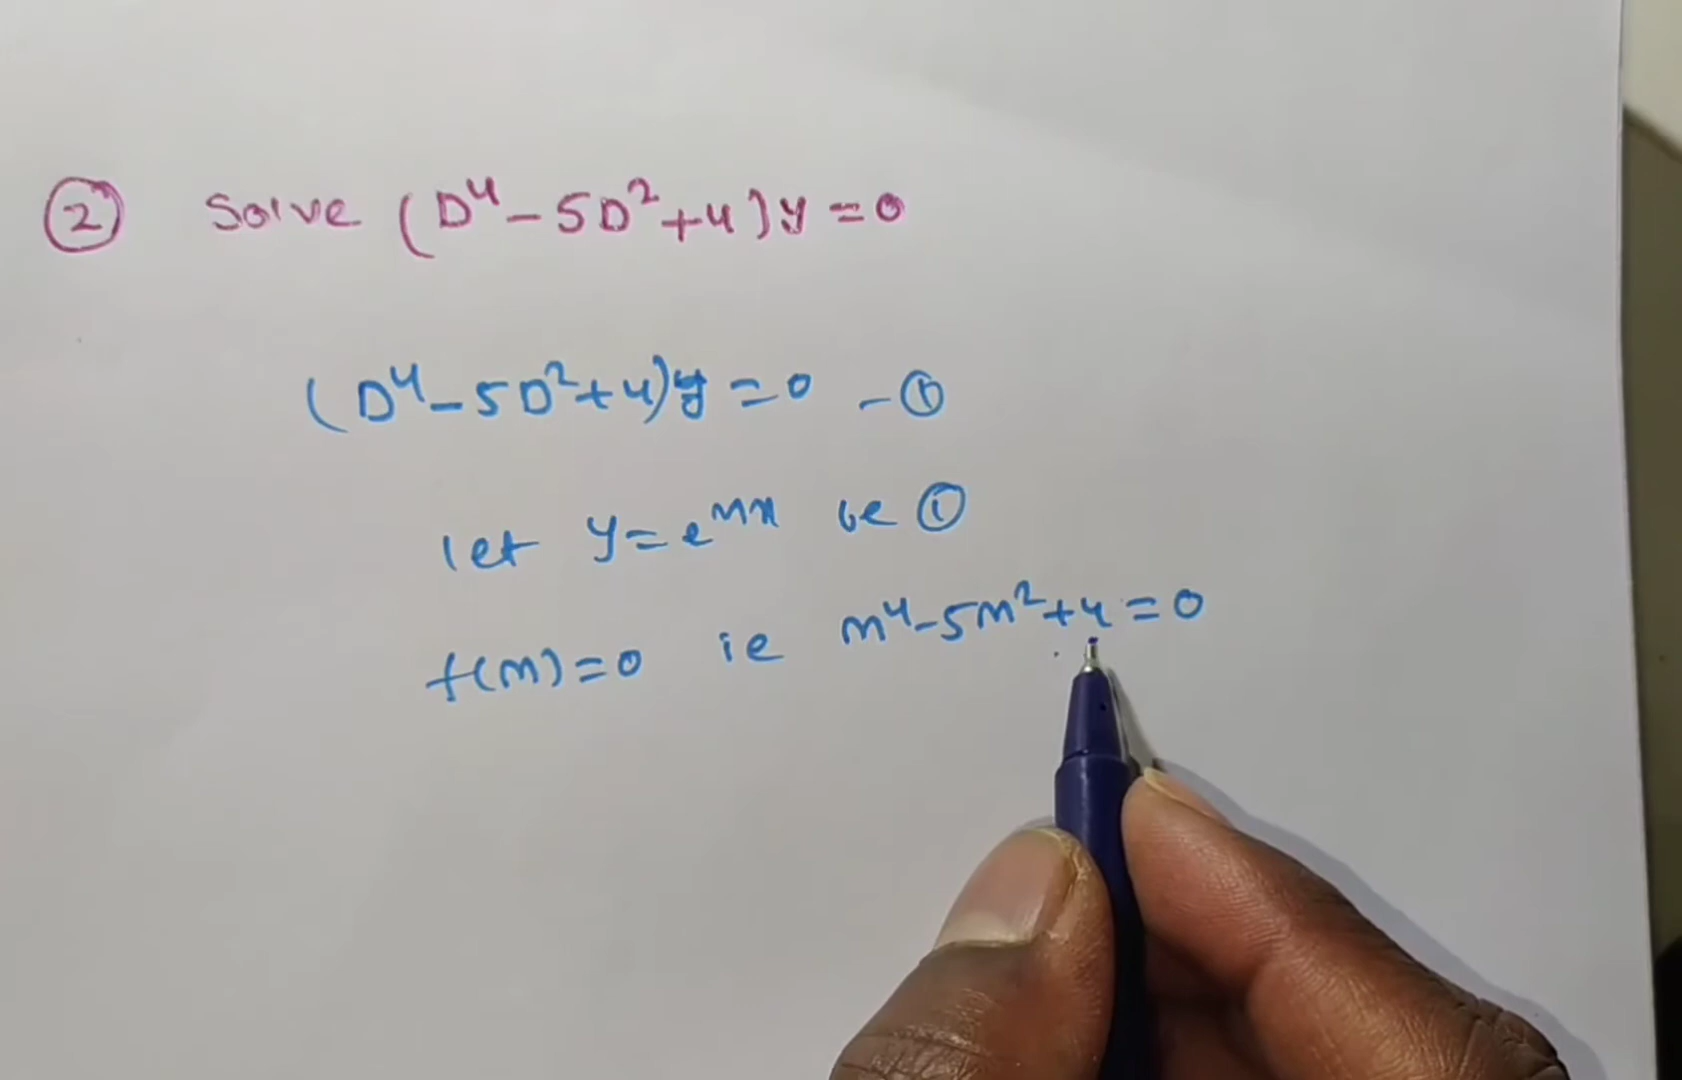 ② Solve (D⁴ - 5D² + 4) y = 0
(D⁴ - 5D² + 4) y = 0 - ①
let y = e^mx be ①
f(m) = 0 ie m⁴ - 5m² + 4 = 0